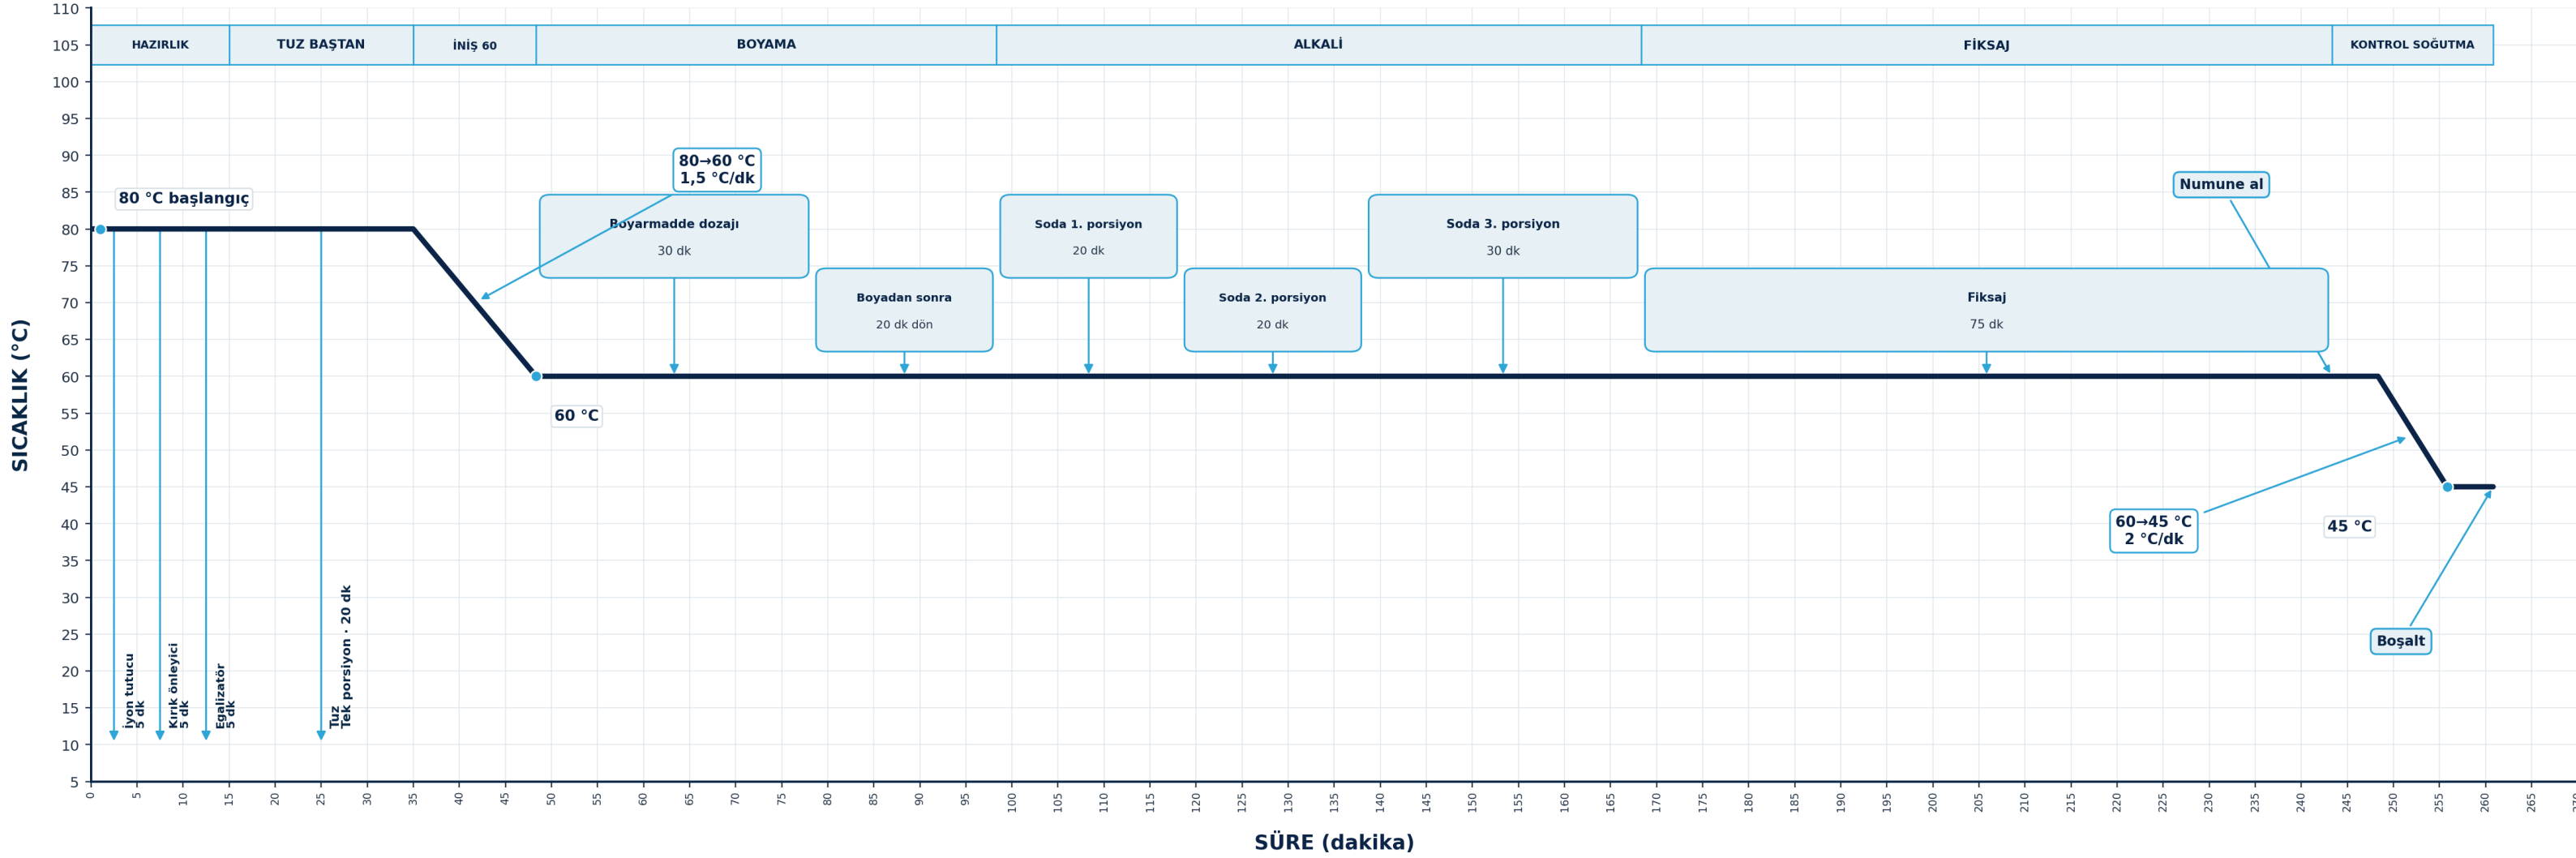 HAZIRLIK
TUZ BAŞTAN
İNİŞ 60
BOYAMA
ALKALİ
FİKSAJ
KONTROL SOĞUTMA
SICAKLIK (°C)
110
105
100
95
90
85
80
75
70
65
60
55
50
45
40
35
30
25
20
15
10
5
80 °C başlangıç
80→60 °C
1,5 °C/dk
Boyarmadde dozajı
30 dk
Boyadan sonra
20 dk dön
Soda 1. porsiyon
20 dk
Soda 2. porsiyon
20 dk
Soda 3. porsiyon
30 dk
Numune al
Fiksaj
75 dk
60 °C
60→45 °C
2 °C/dk
45 °C
Boşalt
İyon tutucu
5 dk
Kırık önleyici
5 dk
Egalizatör
5 dk
Tuz
Tek porsiyon · 20 dk
0
5
10
15
20
25
30
35
40
45
50
55
60
65
70
75
80
85
90
95
100
105
110
115
120
125
130
135
140
145
150
155
160
165
170
175
180
185
190
195
200
205
210
215
220
225
230
235
240
245
250
255
260
265
SÜRE (dakika)